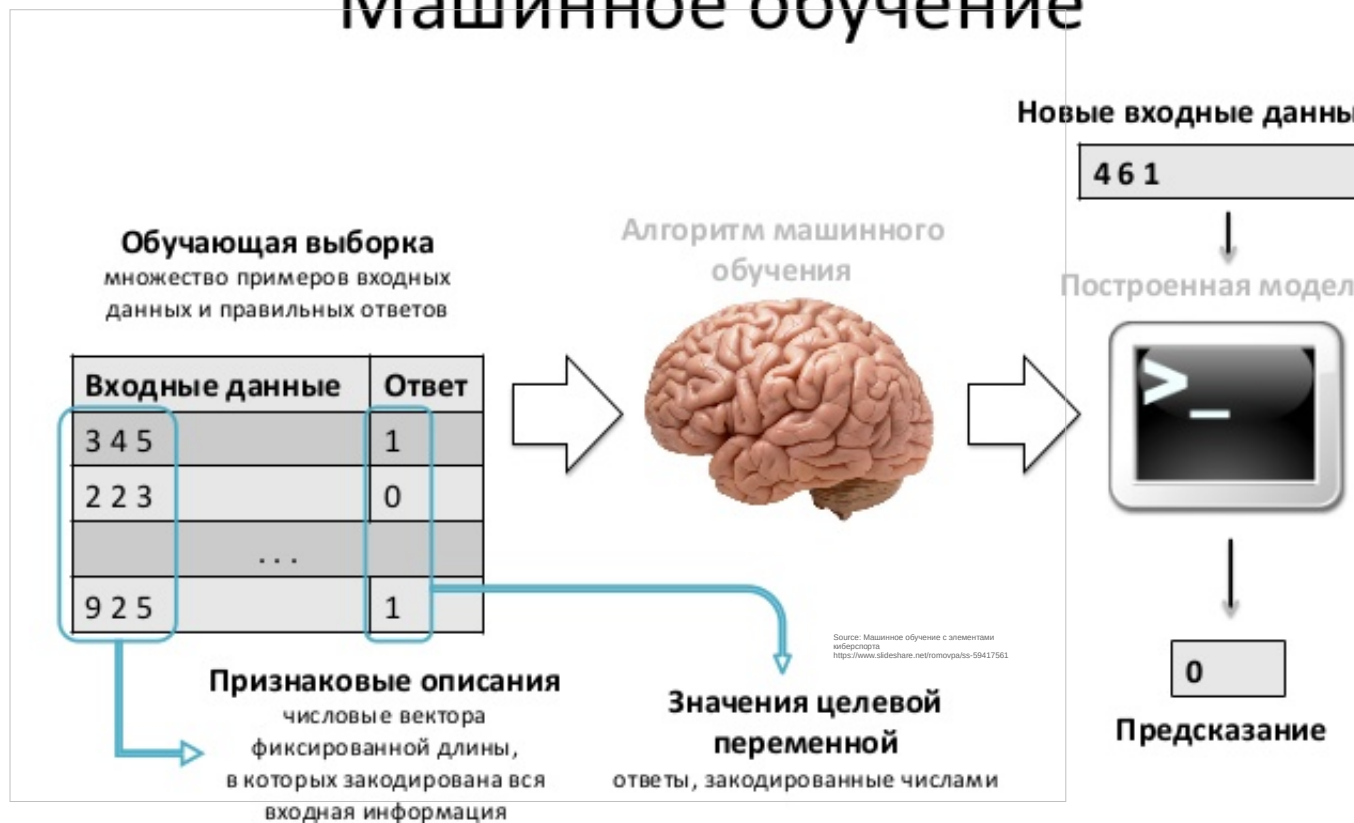 Машинное обучение
Новые входные данны
4 6 1
Обучающая выборка
множество примеров входных
данных и правильных ответов
Алгоритм машинного
обучения
Построенная модел
Входные данные Ответ
3 4 5 1
2 2 3 0
...
9 2 5 1
>_
Source: Машинное обучение с элементами
киберспорта
https://www.slideshare.net/romovpa/ss-59417561
0
Предсказание
Признаковые описания
числовые вектора
фиксированной длины,
в которых закодирована вся
входная информация
Значения целевой
переменной
ответы, закодированные числами